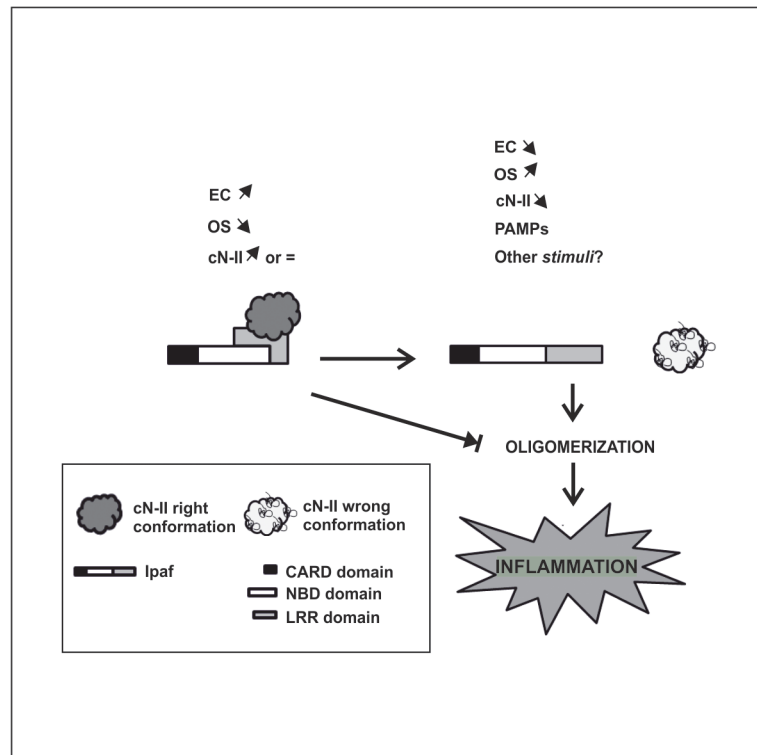 EC ↗
OS ↘
cN-II ↗ or =
EC ↘
OS ↗
cN-II ↘
PAMPs
Other stimuli?
OLIGOMERIZATION
INFLAMMATION
cN-II right
conformation
cN-II wrong
conformation
Ipaf
CARD domain
NBD domain
LRR domain